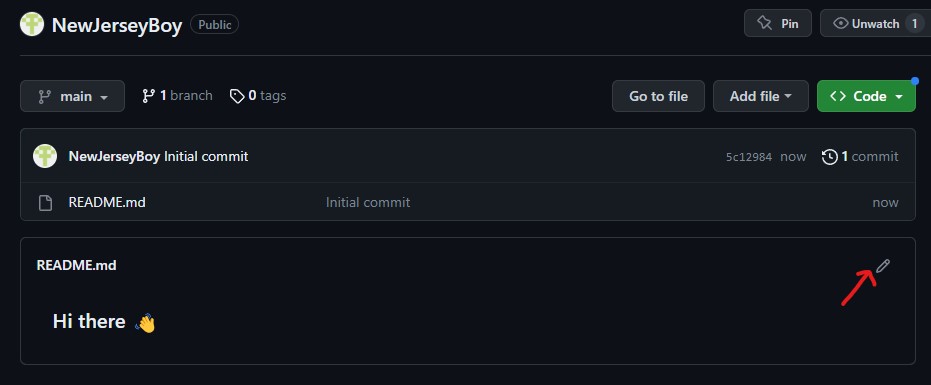 NewJerseyBoy Public Pin Unwatch 1
main 1 branch 0 tags Go to file Add file Code
NewJerseyBoy Initial commit 5c12984 now 1 commit
README.md Initial commit now
README.md
Hi there 👋